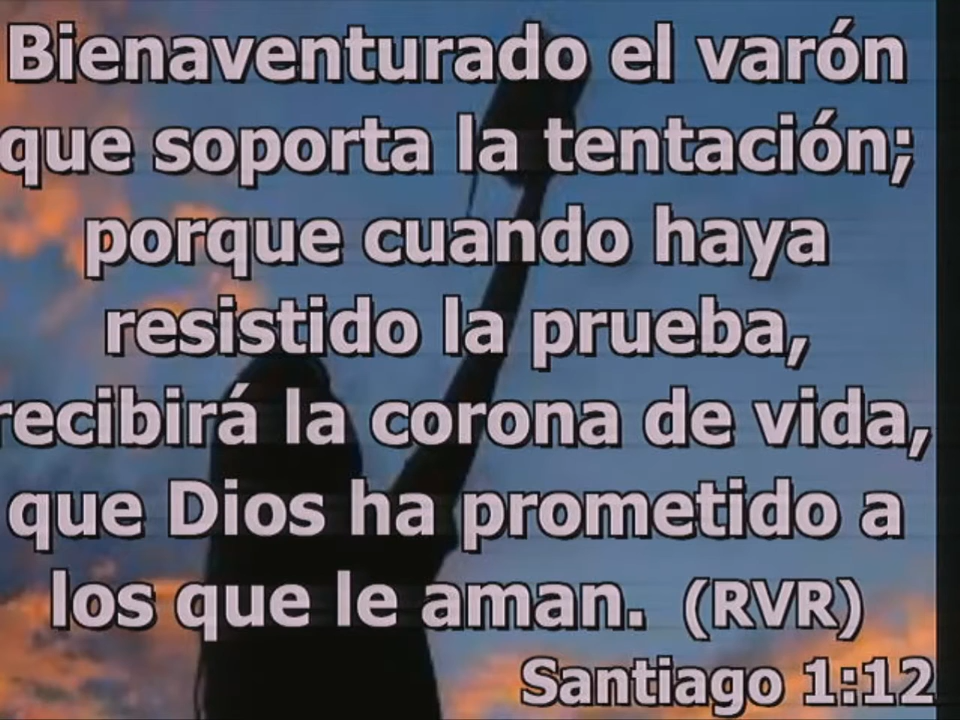 Bienaventurado el varón
que soporta la tentación;
porque cuando haya
resistido la prueba,
recibirá la corona de vida,
que Dios ha prometido a
los que le aman. (RVR)
Santiago 1:12